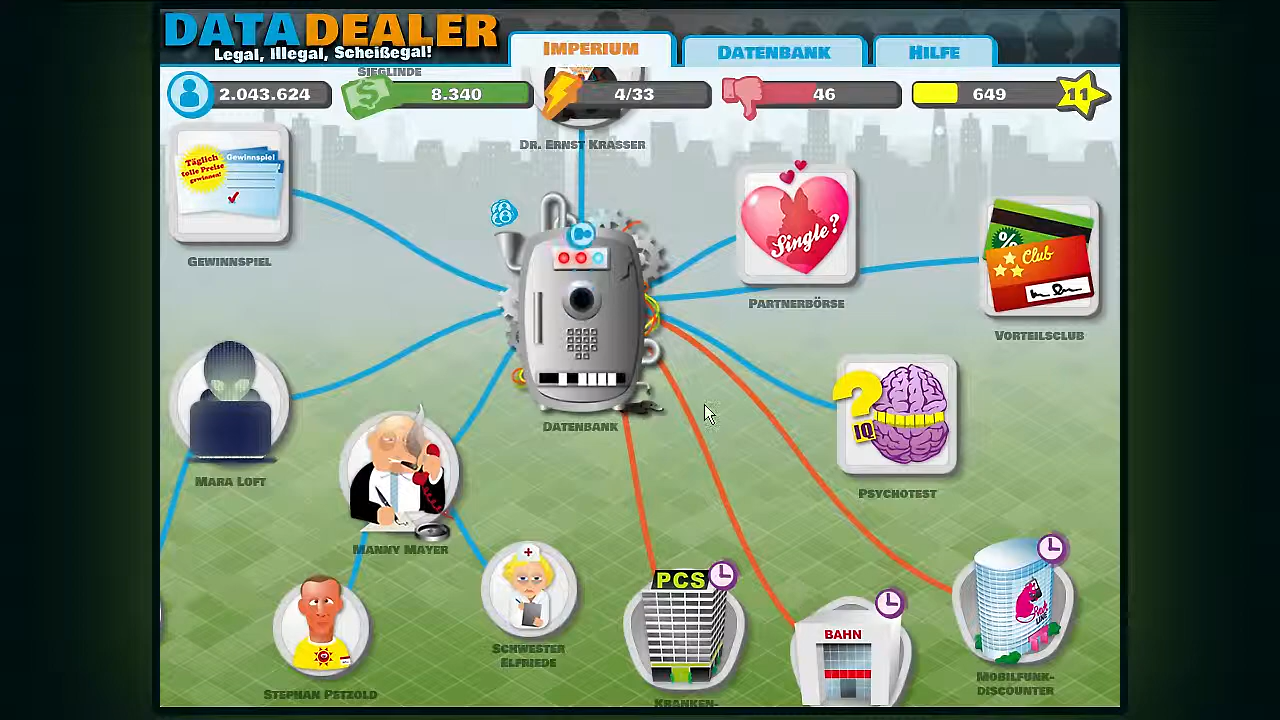 DATADEALER
Legal, Illegal, Scheißegal!
IMPERIUM
DATENBANK
HILFE
SIEGLINDE
2.043.624
8.340
4/33
46
649
11
DR. ERNST KRASSER
Täglich
tolle Preise
gewinnen!
Gewinnspiel
GEWINNSPIEL
Single?
PARTNERBÖRSE
%
Club
VORTEILSCLUB
DATENBANK
?
IQ
PSYCHOTEST
MARA LOFT
MANNY MAYER
STEPHAN PETZOLD
SCHWESTER
ELFRIEDE
PCS
KRANKEN-
BAHN
MOBILFUNK-
DISCOUNTER